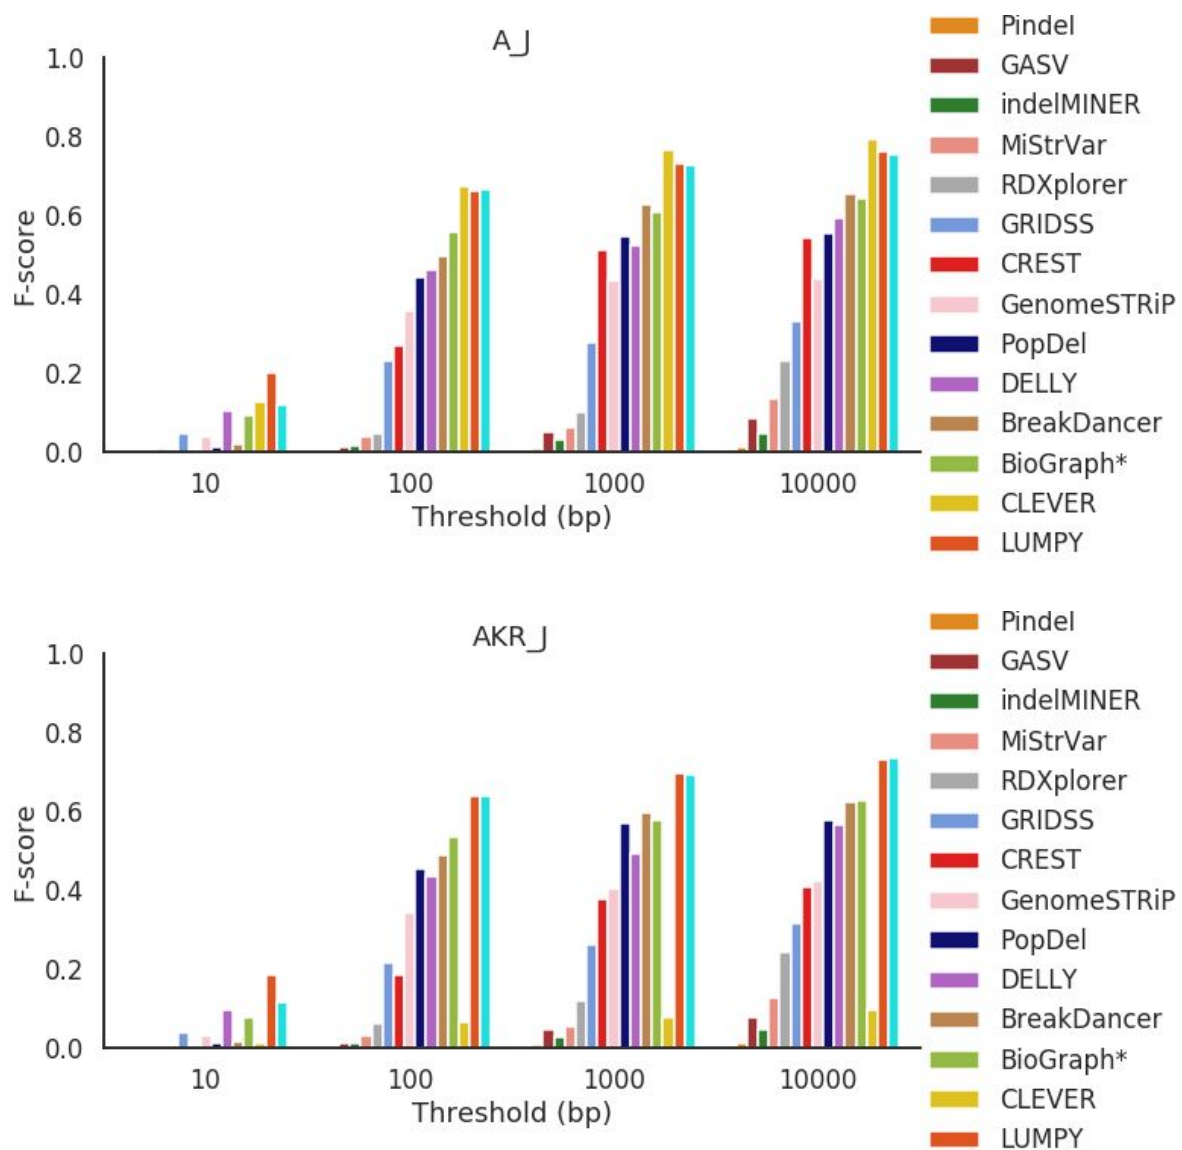 A_J
1.0
0.8
0.6
0.4
0.2
0.0
F-score
10 100 1000 10000
Threshold (bp)
Pindel
GASV
indelMINER
MiStrVar
RDXplorer
GRIDSS
CREST
GenomeSTRiP
PopDel
DELLY
BreakDancer
BioGraph*
CLEVER
LUMPY
AKR_J
1.0
0.8
0.6
0.4
0.2
0.0
F-score
10 100 1000 10000
Threshold (bp)
Pindel
GASV
indelMINER
MiStrVar
RDXplorer
GRIDSS
CREST
GenomeSTRiP
PopDel
DELLY
BreakDancer
BioGraph*
CLEVER
LUMPY